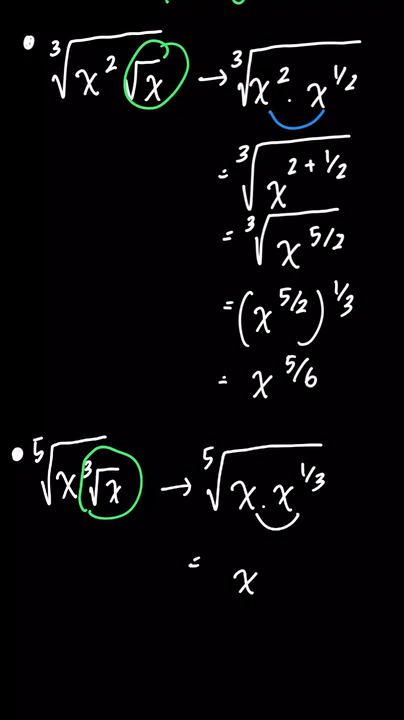 • ∛(x² √x) → ∛(x² · x^(1/2))
= ∛(x^(2 + 1/2))
= ∛(x^(5/2))
= (x^(5/2))^(1/3)
= x^(5/6)
• ⁵√(x ∛x) → ⁵√(x · x^(1/3))
= x